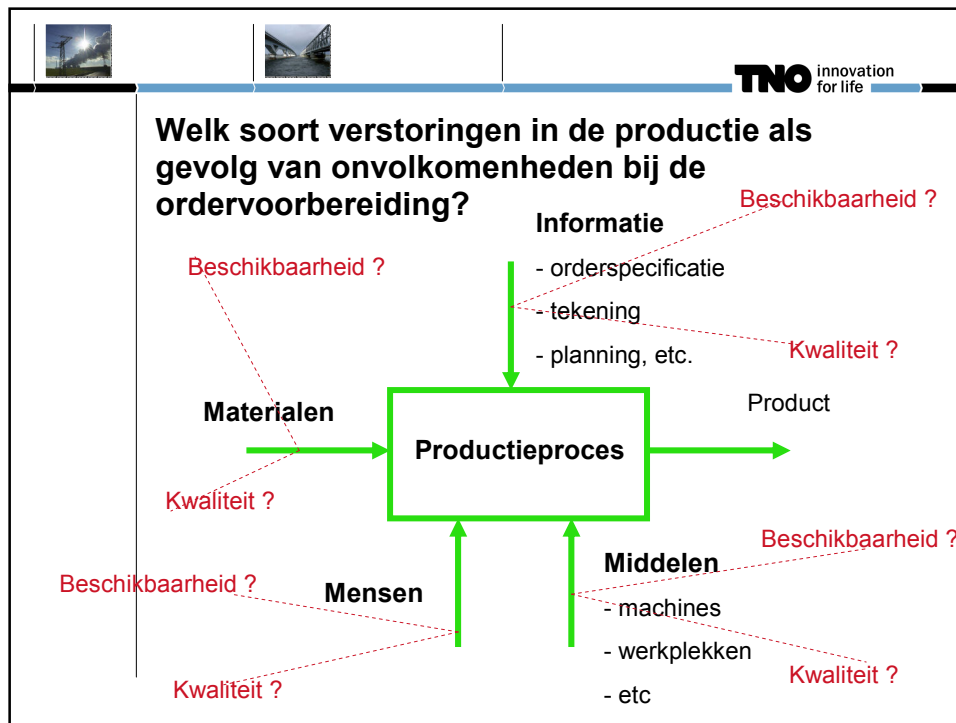 TNO innovation
for life
Welk soort verstoringen in de productie als
gevolg van onvolkomenheden bij de
ordervoorbereiding?
Beschikbaarheid ?
Informatie
Beschikbaarheid ?
- orderspecificatie
- tekening
- planning, etc.
Kwaliteit ?
Materialen
Product
Productieproces
Kwaliteit ?
Beschikbaarheid ?
Middelen
Beschikbaarheid ?
Mensen
- machines
- werkplekken
Kwaliteit ?
Kwaliteit ?
- etc